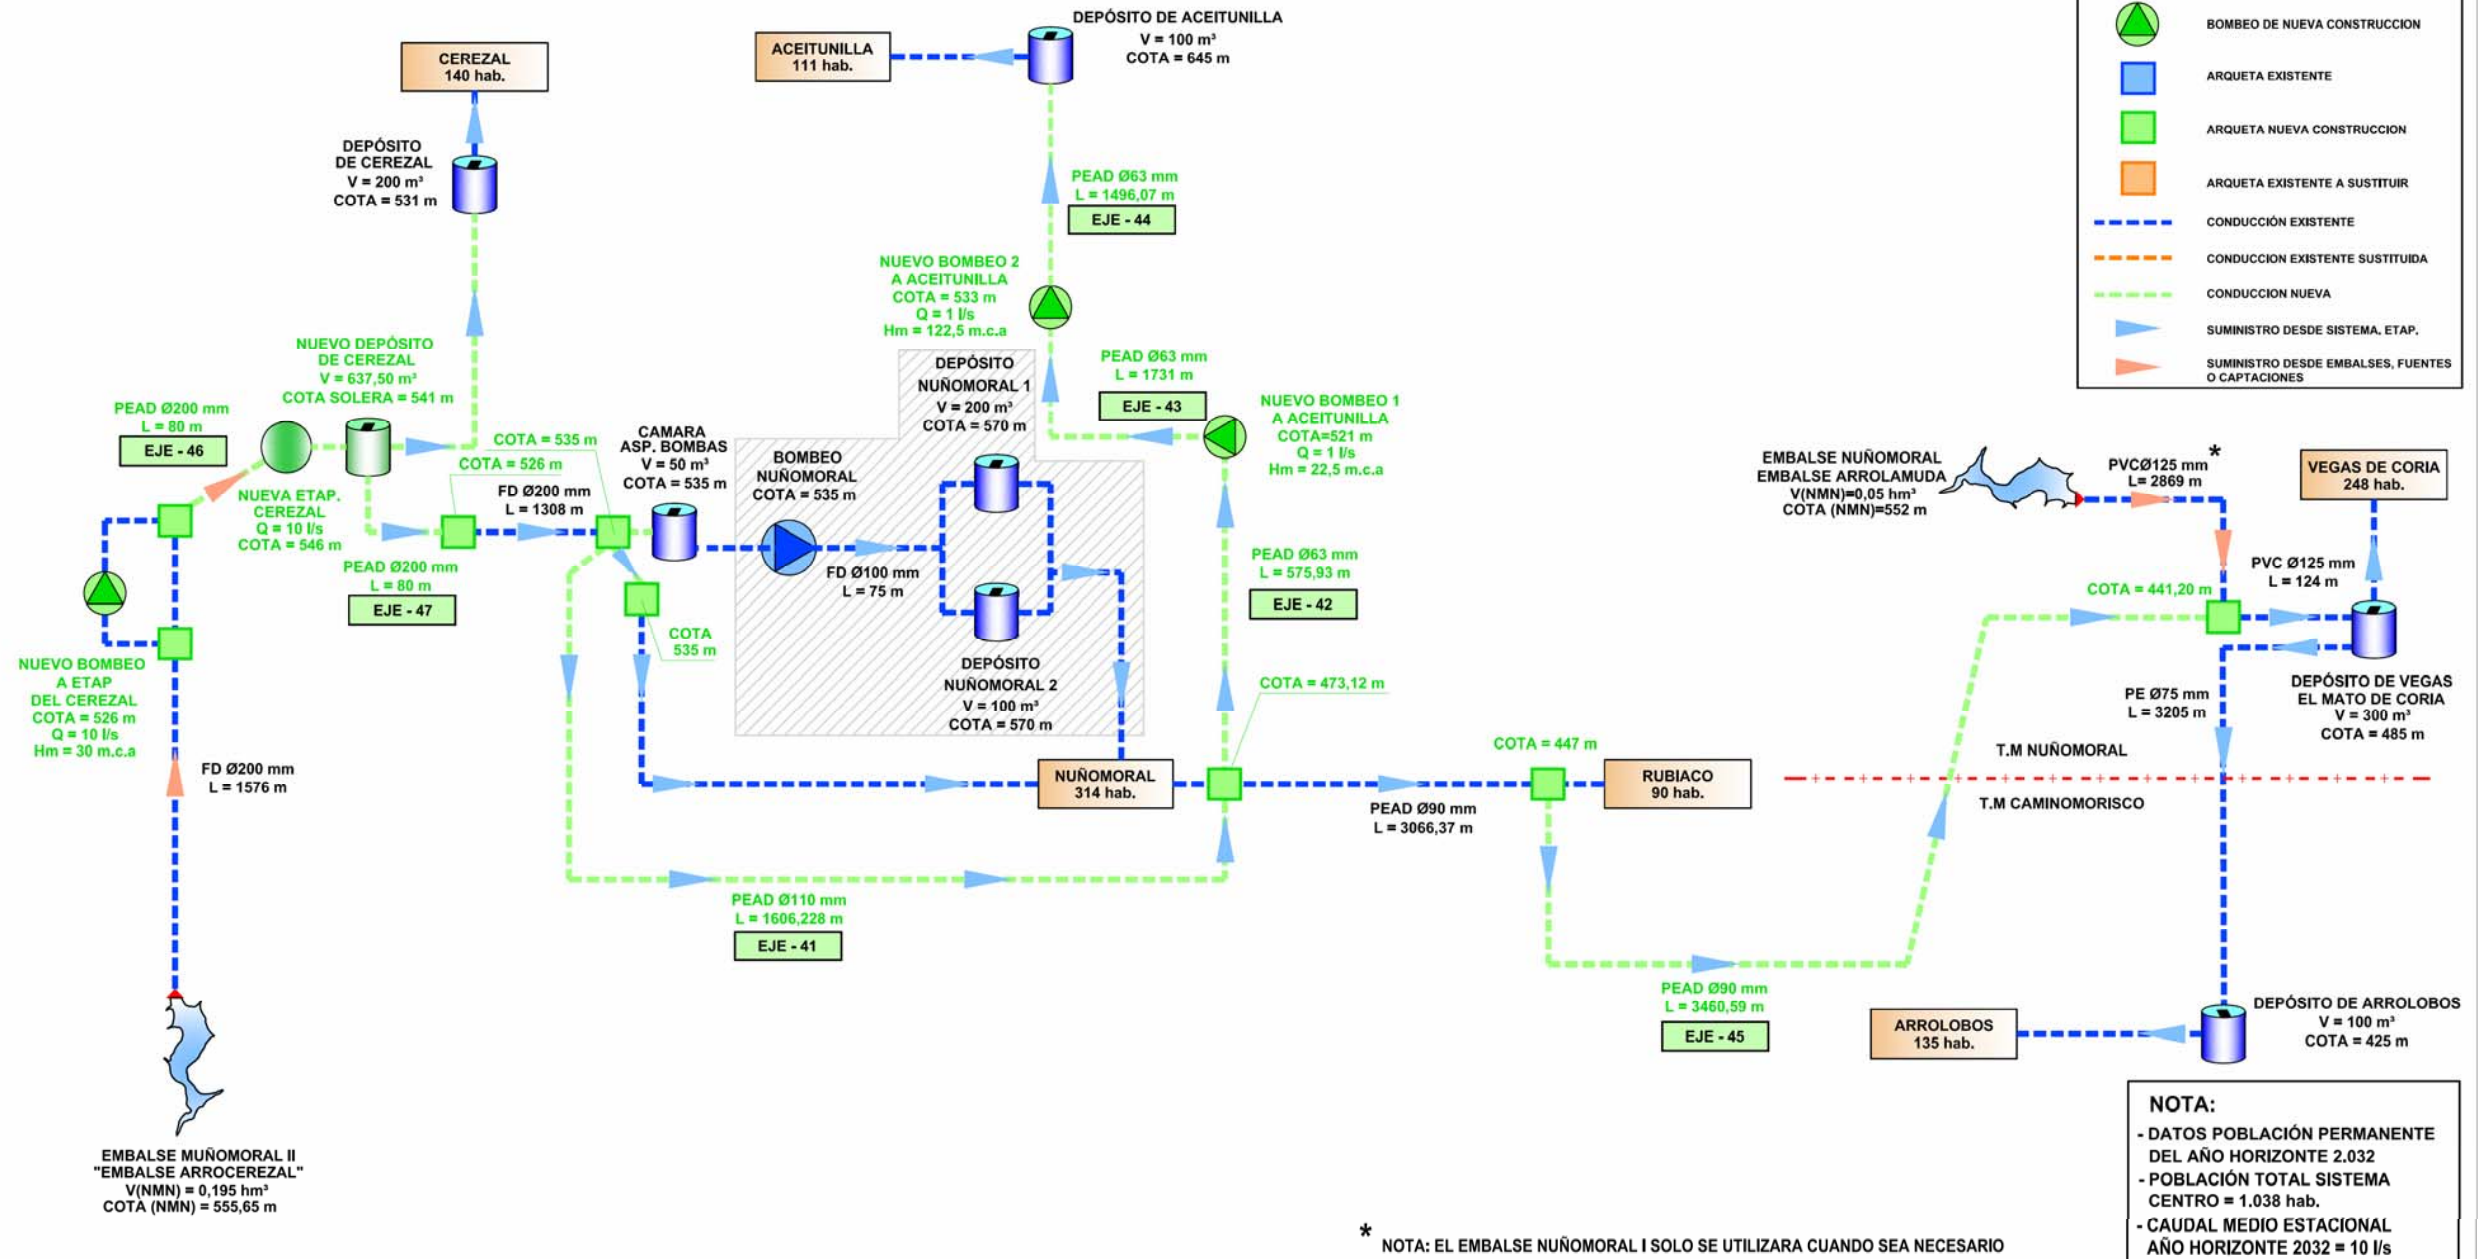 CEREZAL
140 hab.
DEPÓSITO
DE CEREZAL
V = 200 m³
COTA = 531 m
ACEITUNILLA
111 hab.
DEPÓSITO DE ACEITUNILLA
V = 100 m³
COTA = 645 m
PEAD Ø63 mm
L = 1496,07 m
EJE - 44
NUEVO BOMBEO 2
A ACEITUNILLA
COTA = 533 m
Q = 1 l/s
Hm = 122,5 m.c.a
BOMBEO DE NUEVA CONSTRUCCION
ARQUETA EXISTENTE
ARQUETA NUEVA CONSTRUCCION
ARQUETA EXISTENTE A SUSTITUIR
CONDUCCIÓN EXISTENTE
CONDUCCION EXISTENTE SUSTITUIDA
CONDUCCION NUEVA
SUMINISTRO DESDE SISTEMA. ETAP.
SUMINISTRO DESDE EMBALSES, FUENTES
O CAPTACIONES
NUEVO DEPÓSITO
DE CEREZAL
V = 637,50 m³
COTA SOLERA = 541 m
PEAD Ø200 mm
L = 80 m
EJE - 46
NUEVA ETAP.
CEREZAL
Q = 10 l/s
COTA = 546 m
COTA = 535 m
COTA = 526 m
FD Ø200 mm
L = 1308 m
PEAD Ø200 mm
L = 80 m
EJE - 47
CAMARA
ASP. BOMBAS
V = 50 m³
COTA = 535 m
BOMBEO
NUÑOMORAL
COTA = 535 m
DEPÓSITO
NUÑOMORAL 1
V = 200 m³
COTA = 570 m
FD Ø100 mm
L = 75 m
DEPÓSITO
NUÑOMORAL 2
V = 100 m³
COTA = 570 m
COTA
535 m
PEAD Ø63 mm
L = 1731 m
EJE - 43
NUEVO BOMBEO 1
A ACEITUNILLA
COTA=521 m
Q = 1 l/s
Hm = 22,5 m.c.a
PEAD Ø63 mm
L = 575,93 m
EJE - 42
COTA = 473,12 m
EMBALSE NUÑOMORAL
EMBALSE ARROLAMUDA
V(NMN)=0,05 hm³
COTA (NMN)=552 m
PVCØ125 mm *
L= 2869 m
VEGAS DE CORIA
248 hab.
PVC Ø125 mm
L = 124 m
COTA = 441,20 m
DEPÓSITO DE VEGAS
EL MATO DE CORIA
V = 300 m³
COTA = 485 m
PE Ø75 mm
L = 3205 m
T.M NUÑOMORAL
T.M CAMINOMORISCO
NUEVO BOMBEO
A ETAP
DEL CEREZAL
COTA = 526 m
Q = 10 l/s
Hm = 30 m.c.a
FD Ø200 mm
L = 1576 m
NUÑOMORAL
314 hab.
PEAD Ø90 mm
L = 3066,37 m
COTA = 447 m
RUBIACO
90 hab.
PEAD Ø110 mm
L = 1606,228 m
EJE - 41
PEAD Ø90 mm
L = 3460,59 m
EJE - 45
ARROLOBOS
135 hab.
DEPÓSITO DE ARROLOBOS
V = 100 m³
COTA = 425 m
EMBALSE MUÑOMORAL II
"EMBALSE ARROCEREZAL"
V(NMN) = 0,195 hm³
COTA (NMN) = 555,65 m
NOTA:
- DATOS POBLACIÓN PERMANENTE
DEL AÑO HORIZONTE 2.032
- POBLACIÓN TOTAL SISTEMA
CENTRO = 1.038 hab.
- CAUDAL MEDIO ESTACIONAL
AÑO HORIZONTE 2032 = 10 l/s
* NOTA: EL EMBALSE NUÑOMORAL I SOLO SE UTILIZARA CUANDO SEA NECESARIO